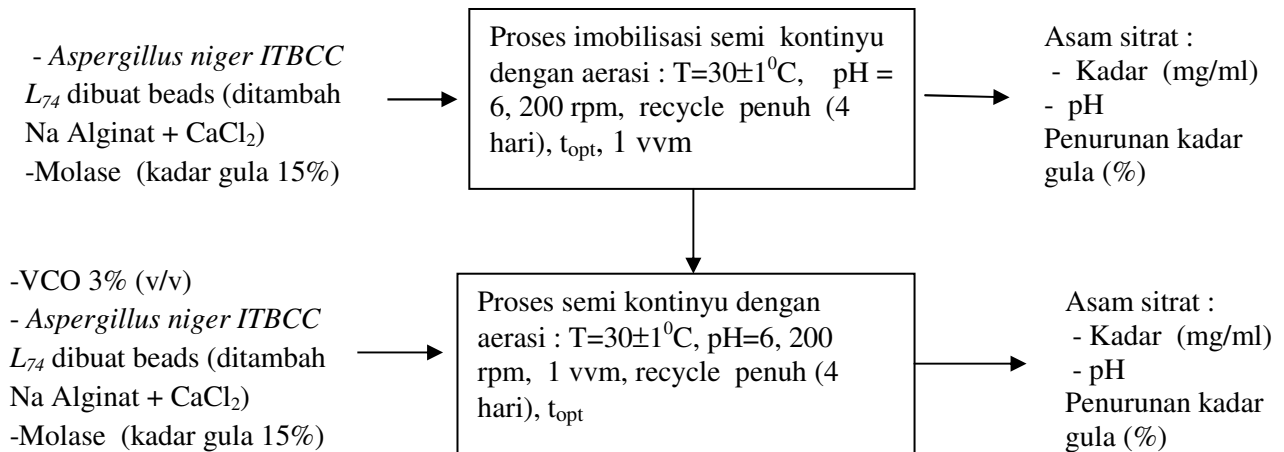 - Aspergillus niger ITBCC
L74 dibuat beads (ditambah
Na Alginat + CaCl2)
-Molase (kadar gula 15%)
Proses imobilisasi semi kontinyu
dengan aerasi : T=30±1⁰C, pH =
6, 200 rpm, recycle penuh (4
hari), topt, 1 vvm
Asam sitrat :
- Kadar (mg/ml)
- pH
Penurunan kadar
gula (%)
-VCO 3% (v/v)
- Aspergillus niger ITBCC
L74 dibuat beads (ditambah
Na Alginat + CaCl2)
-Molase (kadar gula 15%)
Proses semi kontinyu dengan
aerasi : T=30±1⁰C, pH=6, 200
rpm, 1 vvm, recycle penuh (4
hari), topt
Asam sitrat :
- Kadar (mg/ml)
- pH
Penurunan kadar
gula (%)